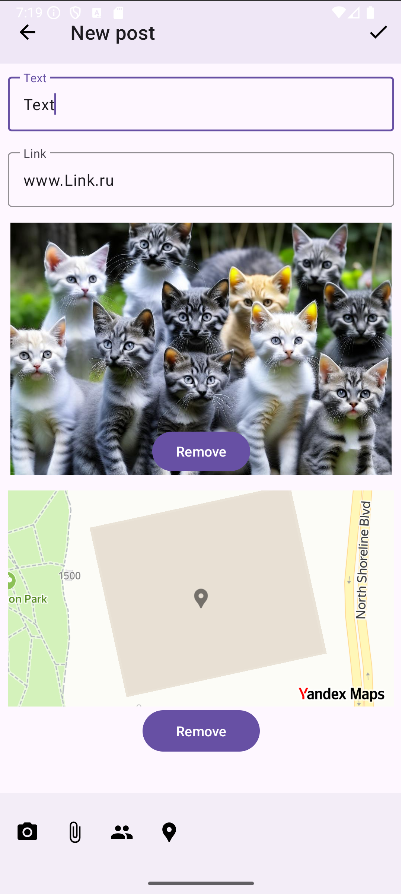 7:19
New post
Text
Text
Link
www.Link.ru
Remove
1500
on Park
North Shoreline Blvd
Yandex Maps
Remove